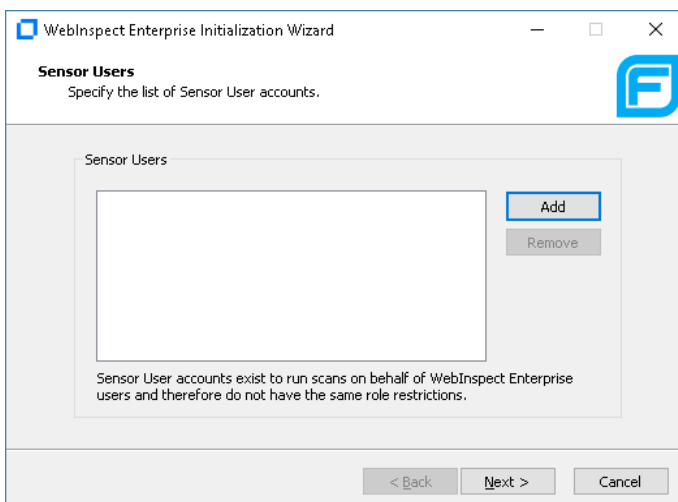 WebInspect Enterprise Initialization Wizard
Sensor Users
Specify the list of Sensor User accounts.
F
Sensor Users
Add
Remove
Sensor User accounts exist to run scans on behalf of WebInspect Enterprise
users and therefore do not have the same role restrictions.
< Back
Next >
Cancel